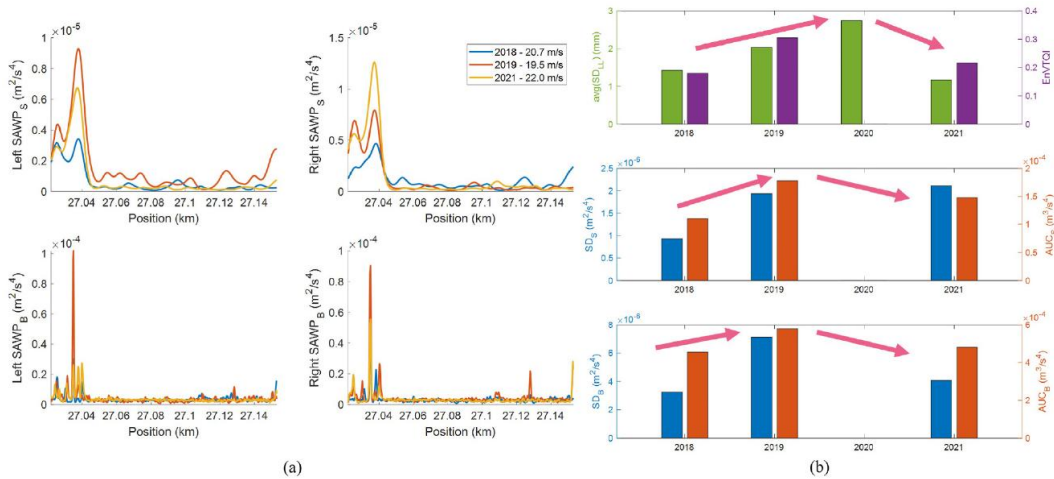 ×10⁻⁵
Left SAWP_S (m²/s⁴)
1
0.8
0.6
0.4
0.2
0
27.04 27.06 27.08 27.1 27.12 27.14
Position (km)
×10⁻⁵
Right SAWP_S (m²/s⁴)
1.5
1
0.5
0
2018 - 20.7 m/s
2019 - 19.5 m/s
2021 - 22.0 m/s
27.04 27.06 27.08 27.1 27.12 27.14
Position (km)
×10⁻⁴
Left SAWP_B (m²/s⁴)
1
0.8
0.6
0.4
0.2
0
27.04 27.06 27.08 27.1 27.12 27.14
Position (km)
×10⁻⁴
Right SAWP_B (m²/s⁴)
1
0.8
0.6
0.4
0.2
0
27.04 27.06 27.08 27.1 27.12 27.14
Position (km)
(a)
avg(SD_LL) (mm)
3
2
1
0
2018 2019 2020 2021
0.4
0.3
0.2
0.1
0
EnVTQI
×10⁻⁶
SD_S (m²/s⁴)
2.5
2
1.5
1
0.5
0
2018 2019 2020 2021
×10⁻⁴
2
1.5
1
0.5
0
AUC_S (m³/s⁴)
×10⁻⁶
SD_B (m²/s⁴)
8
6
4
2
0
2018 2019 2020 2021
×10⁻⁴
6
4
2
0
AUC_B (m³/s⁴)
(b)